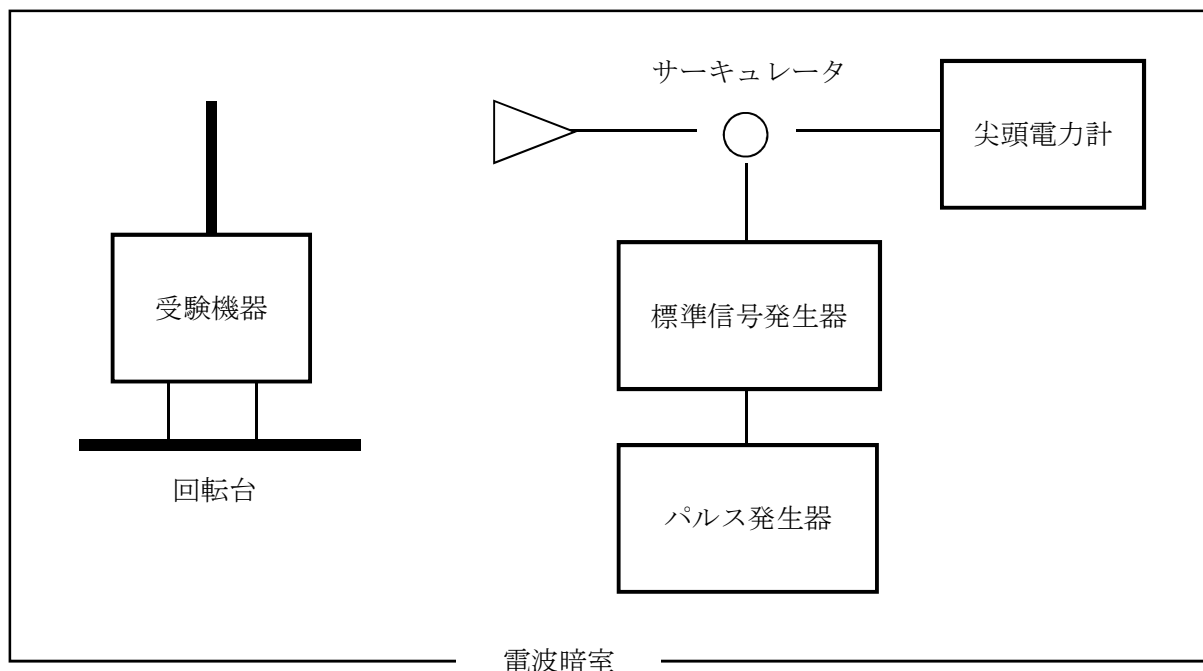 サーキュレータ
尖頭電力計
受験機器
標準信号発生器
回転台
パルス発生器
電波暗室